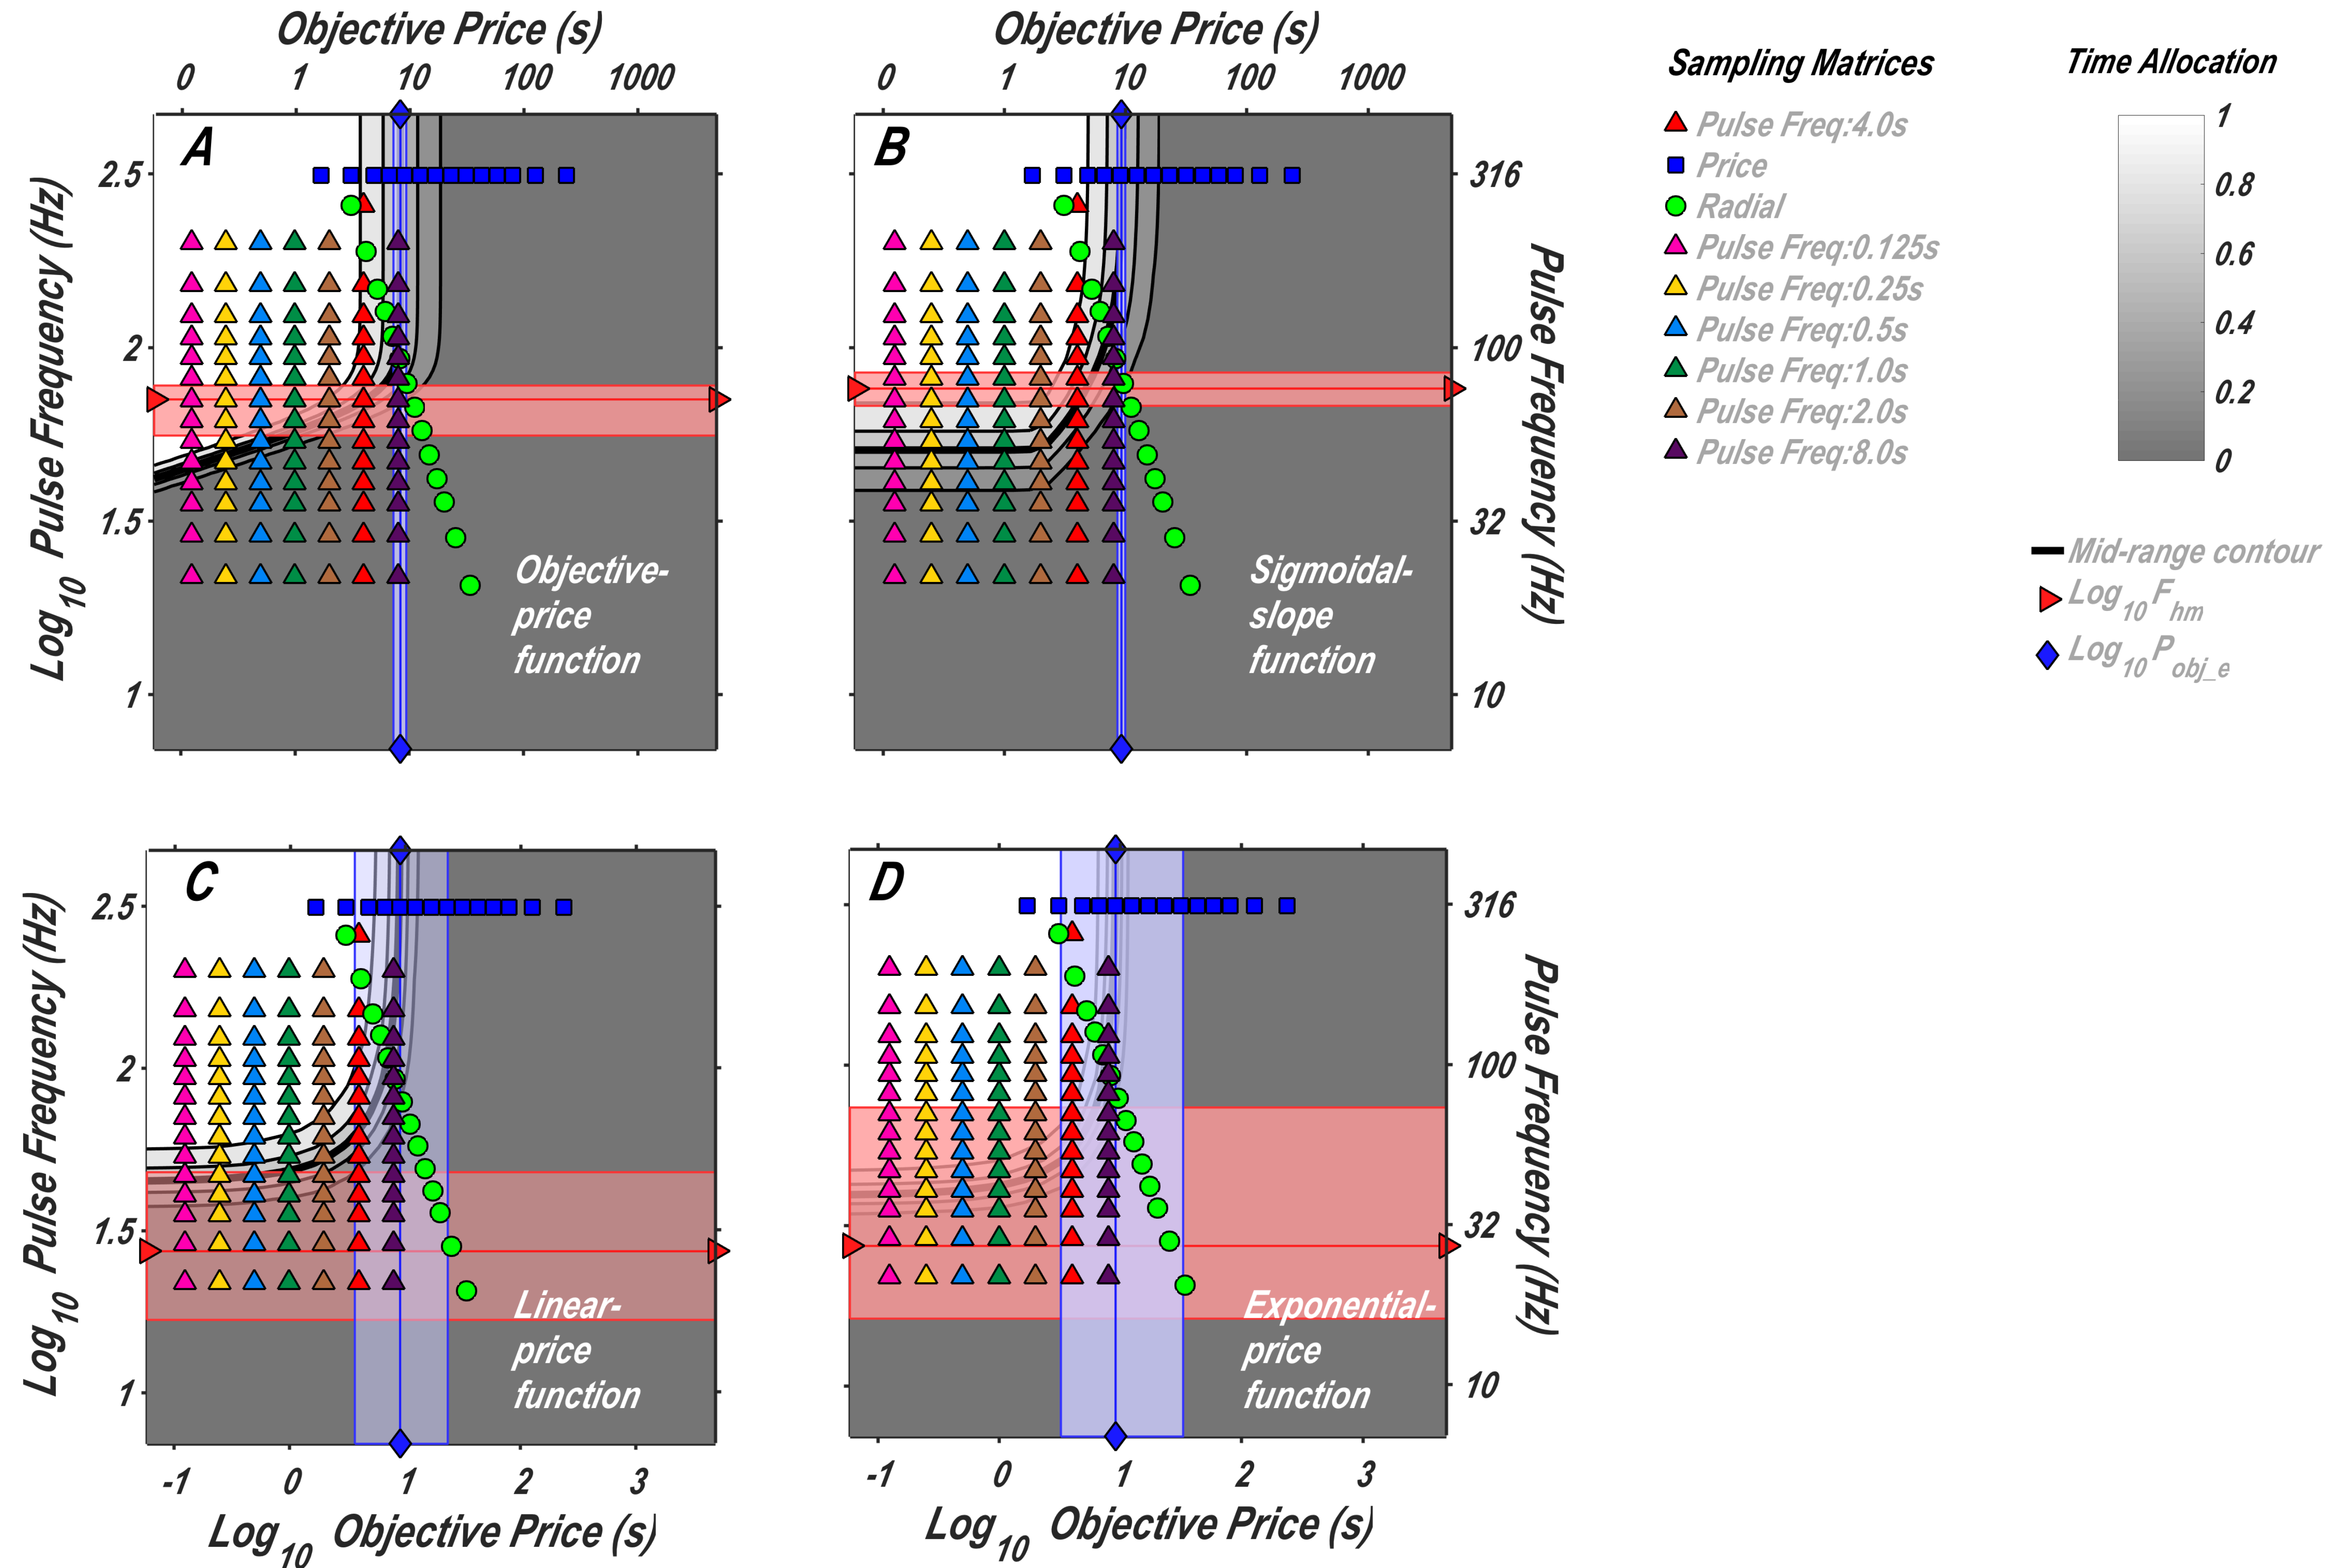 Objective Price (s)
Objective Price (s)
0 1 10 100 1000
0 1 10 100 1000
A
B
2.5
2
1.5
1
Log10 Pulse Frequency (Hz)
316
100
32
10
Pulse Frequency (Hz)
Objective-
price
function
Sigmoidal-
slope
function
Sampling Matrices
Pulse Freq:4.0s
Price
Radial
Pulse Freq:0.125s
Pulse Freq:0.25s
Pulse Freq:0.5s
Pulse Freq:1.0s
Pulse Freq:2.0s
Pulse Freq:8.0s
Time Allocation
1
0.8
0.6
0.4
0.2
0
Mid-range contour
Log10 Fhm
Log10 Pobj_e
C
D
2.5
2
1.5
1
Log10 Pulse Frequency (Hz)
316
100
32
10
Pulse Frequency (Hz)
Linear-
price
function
Exponential-
price
function
-1 0 1 2 3
-1 0 1 2 3
Log10 Objective Price (s)
Log10 Objective Price (s)